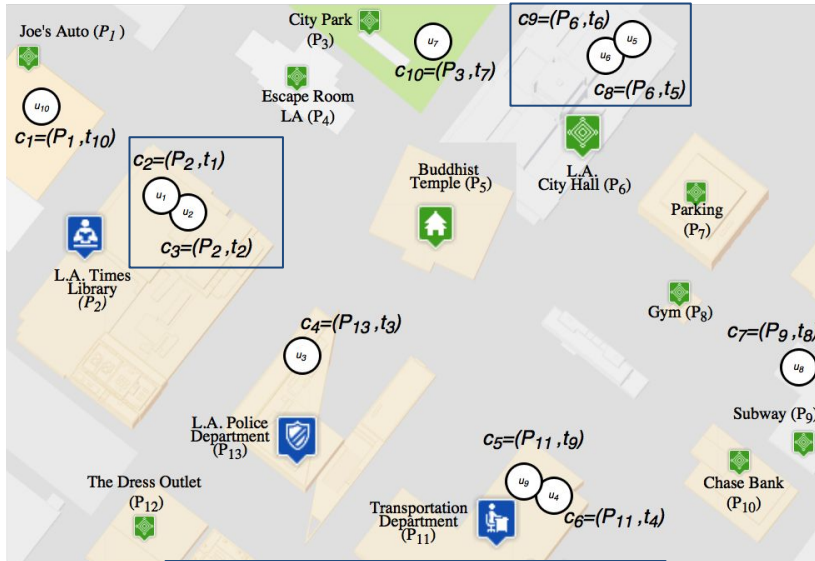 Joe's Auto (P1)
u10
c1=(P1,t10)
City Park
(P3)
u7
c10=(P3,t7)
Escape Room
LA (P4)
c9=(P6,t6)
u5
u6
c8=(P6,t5)
L.A.
City Hall (P6)
c2=(P2,t1)
u1
u2
c3=(P2,t2)
L.A. Times
Library
(P2)
Buddhist
Temple (P5)
Parking
(P7)
Gym (P8)
c7=(P9,t8)
u8
Subway (P9)
c4=(P13,t3)
u3
L.A. Police
Department
(P13)
c5=(P11,t9)
u9
u4
c6=(P11,t4)
Transportation
Department
(P11)
Chase Bank
(P10)
The Dress Outlet
(P12)